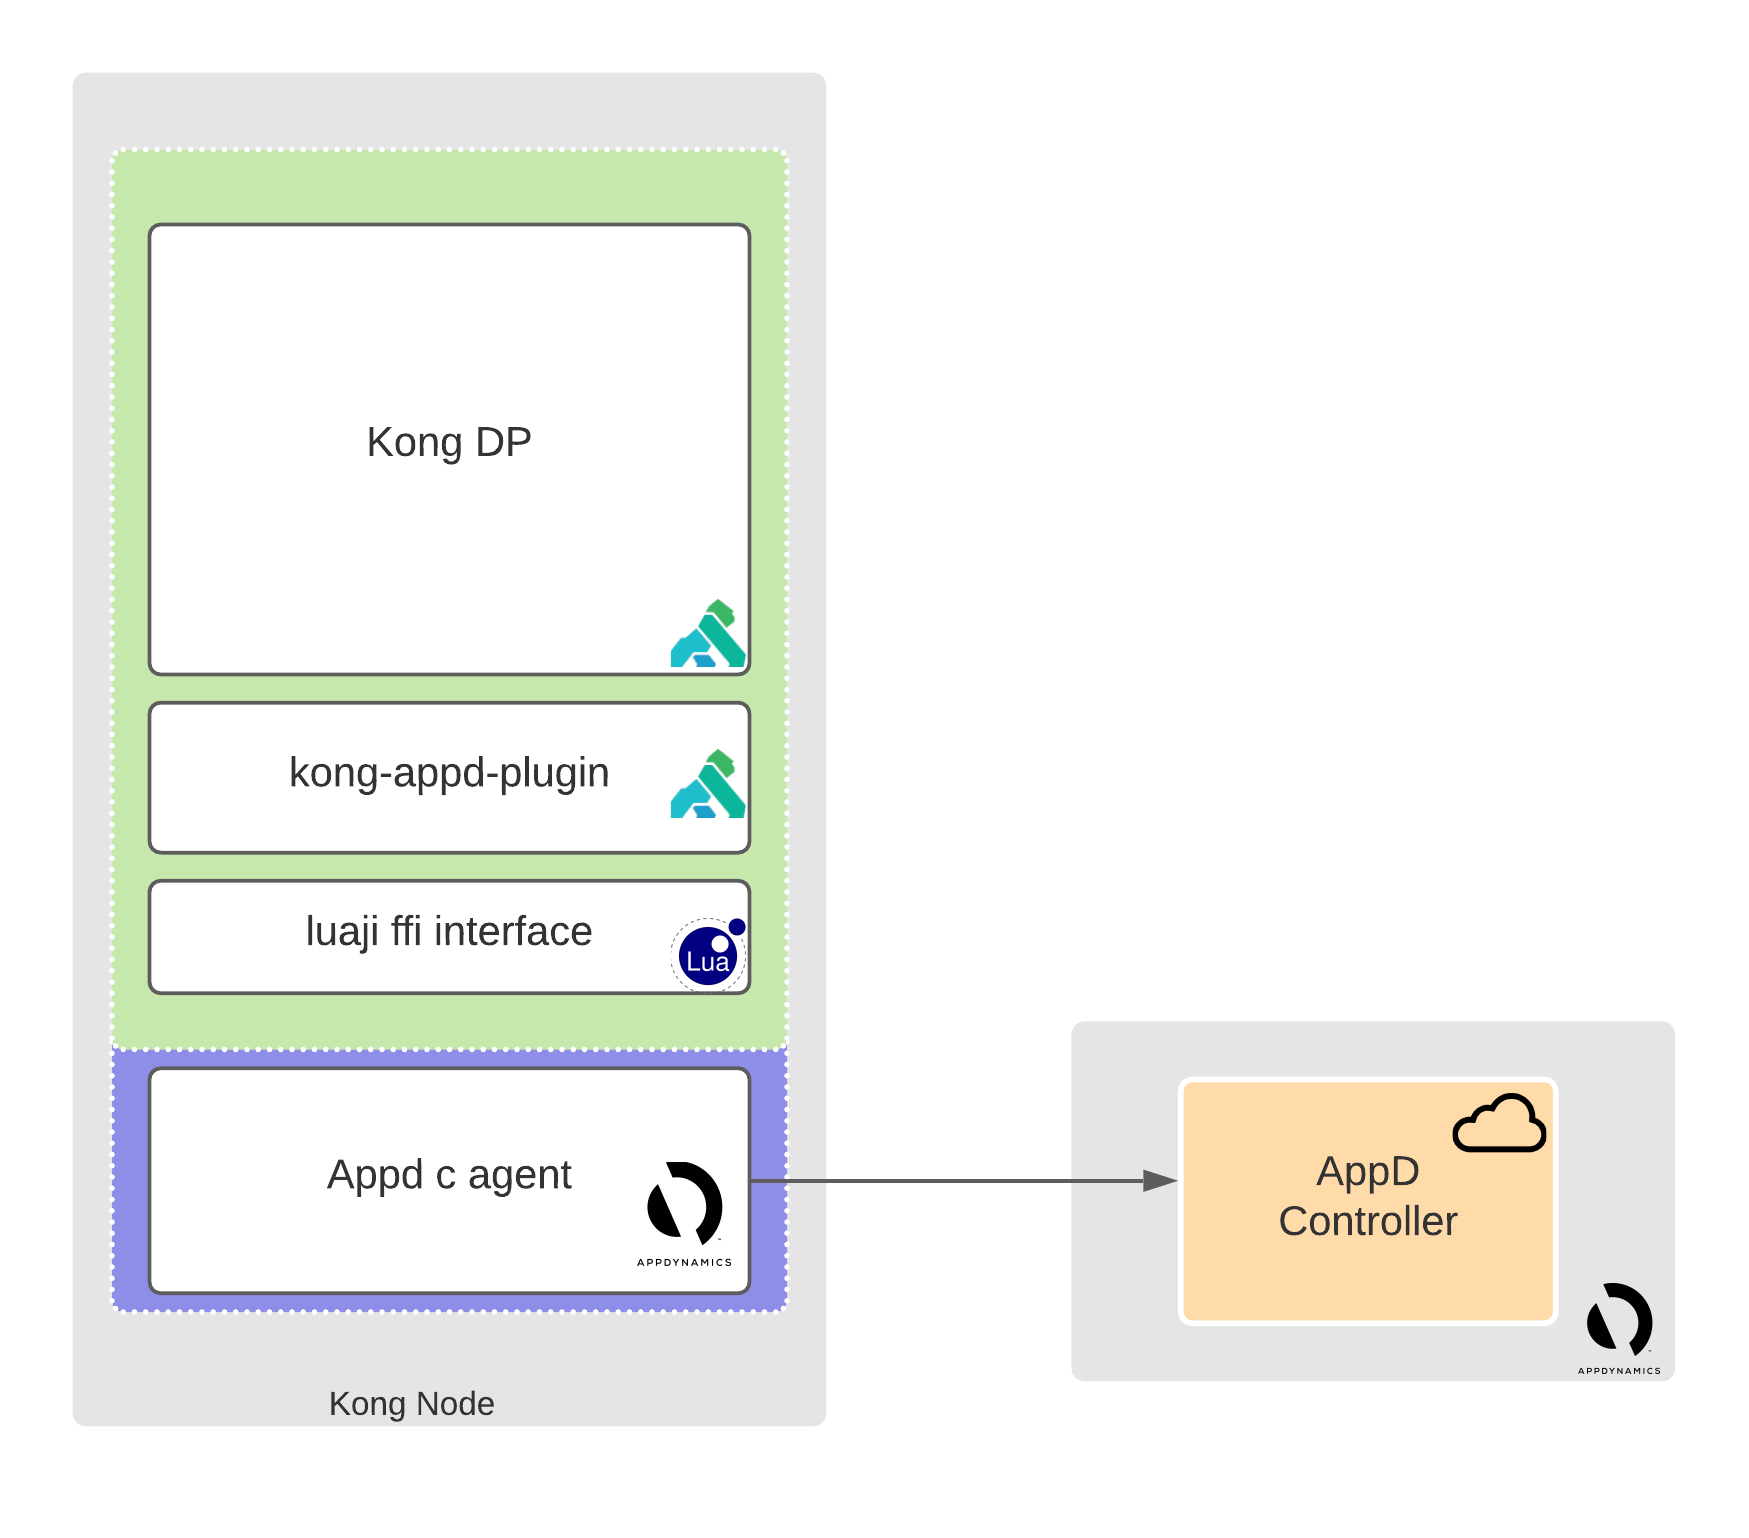 Kong DP
kong-appd-plugin
luaji ffi interface
Lua
Appd c agent
APPDYNAMICS
Kong Node
AppD
Controller
APPDYNAMICS